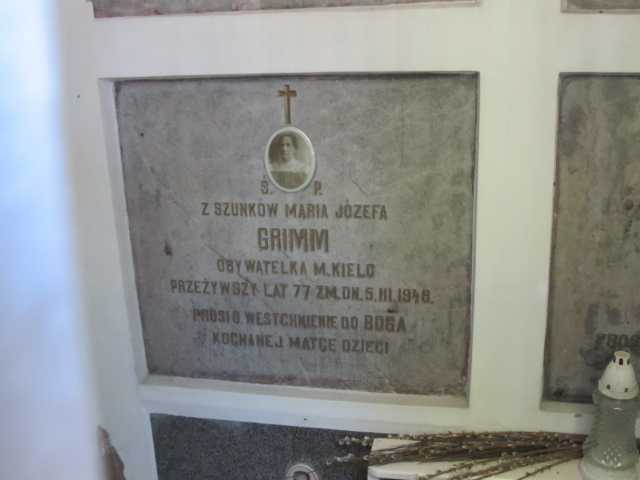 Ś. P.
Z SZUNKÓW MARIA JÓZEFA
GRIMM
OBYWATELKA M. KIELC
PRZEŻYWSZY LAT 77 ZM. DN. 5. III. 1948.
PROSI O WESTCHNIENIE DO BOGA
KOCHANEJ MATCE DZIECI